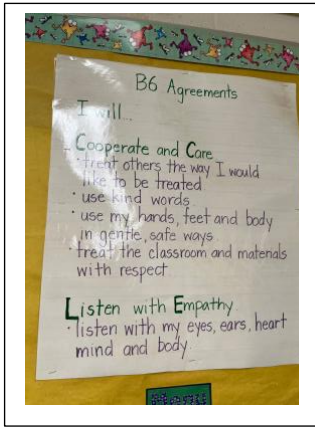 B6 Agreements
I will...
Cooperate and Care
· treat others the way I would
like to be treated
· use kind words
· use my hands, feet and body
in gentle, safe ways
· treat the classroom and materials
with respect
Listen with Empathy
· listen with my eyes, ears, heart
mind and body
Menu